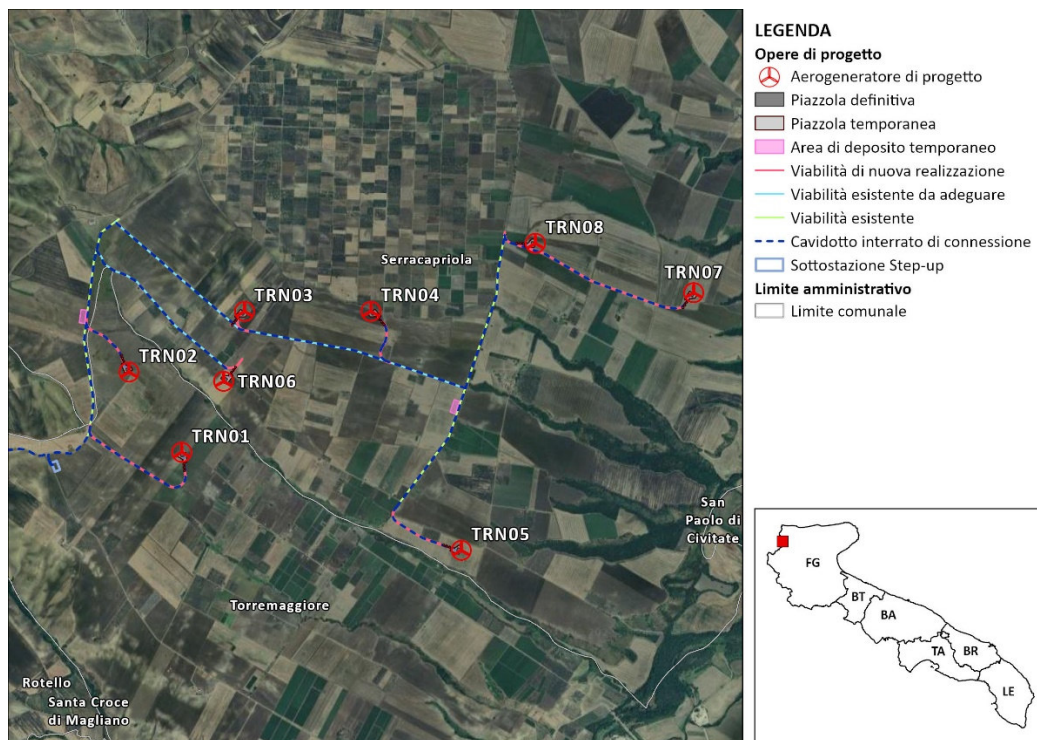 TRN08
Serracapriola
TRN07
TRN03
TRN04
TRN02
TRN06
TRN01
San
Paolo di
Civitate
TRN05
Torremaggiore
Rotello
Santa Croce
di Magliano
LEGENDA
Opere di progetto
Aerogeneratore di progetto
Piazzola definitiva
Piazzola temporanea
Area di deposito temporaneo
Viabilità di nuova realizzazione
Viabilità esistente da adeguare
Viabilità esistente
Cavidotto interrato di connessione
Sottostazione Step-up
Limite amministrativo
Limite comunale
FG
BT
BA
TA
BR
LE